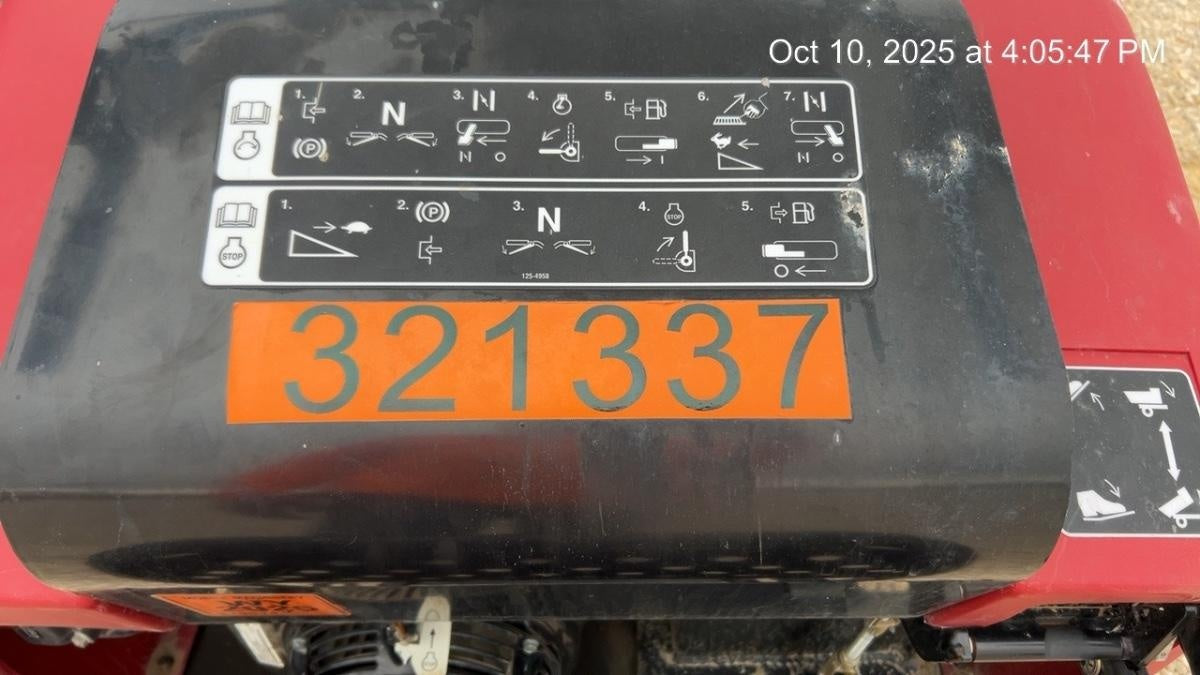 Oct 10, 2025 at 4:05:47 PM
1. 2. N 3. 4. 5. 6. 7.
1. 2. P 3. N 4. STOP 5.
STOP
125-4958
321337